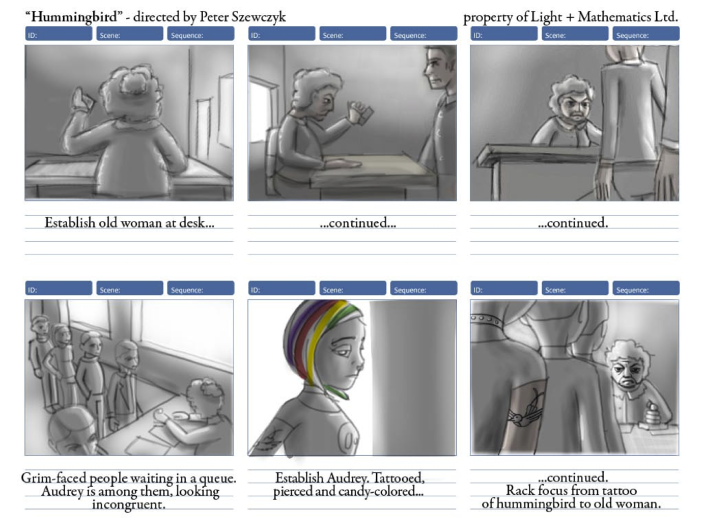 “Hummingbird” - directed by Peter Szewczyk
property of Light + Mathematics Ltd.
ID: Scene: Sequence:
ID: Scene: Sequence:
ID: Scene: Sequence:
Establish old woman at desk...
...continued...
...continued.
ID: Scene: Sequence:
ID: Scene: Sequence:
ID: Scene: Sequence:
Grim-faced people waiting in a queue.
Audrey is among them, looking
incongruent.
Establish Audrey. Tattooed,
pierced and candy-colored...
...continued.
Rack focus from tattoo
of hummingbird to old woman.